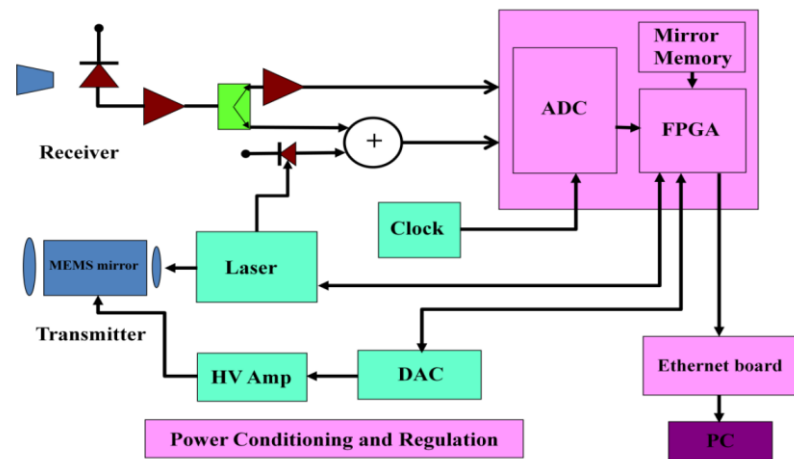 Mirror
Memory
ADC
FPGA
+
Receiver
Clock
MEMS mirror
Laser
Transmitter
HV Amp
DAC
Ethernet board
Power Conditioning and Regulation
PC